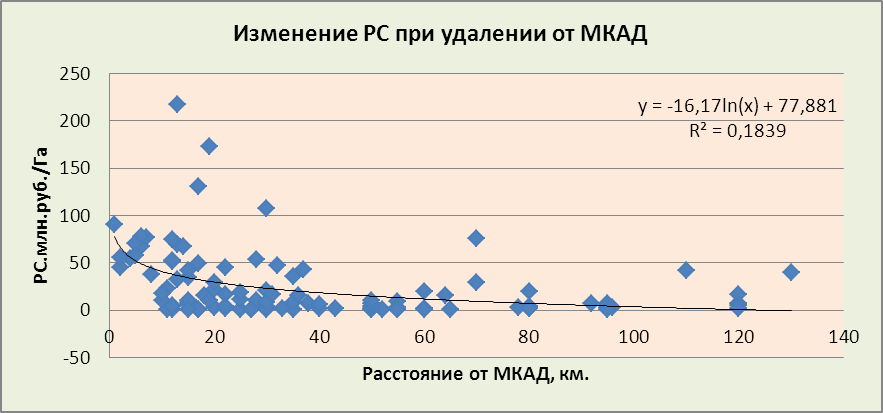 Изменение РС при удалении от МКАД
250
200
150
100
50
0
-50
РС.млн.руб./Га
y = -16,17ln(x) + 77,881
R² = 0,1839
0 20 40 60 80 100 120 140
Расстояние от МКАД, км.